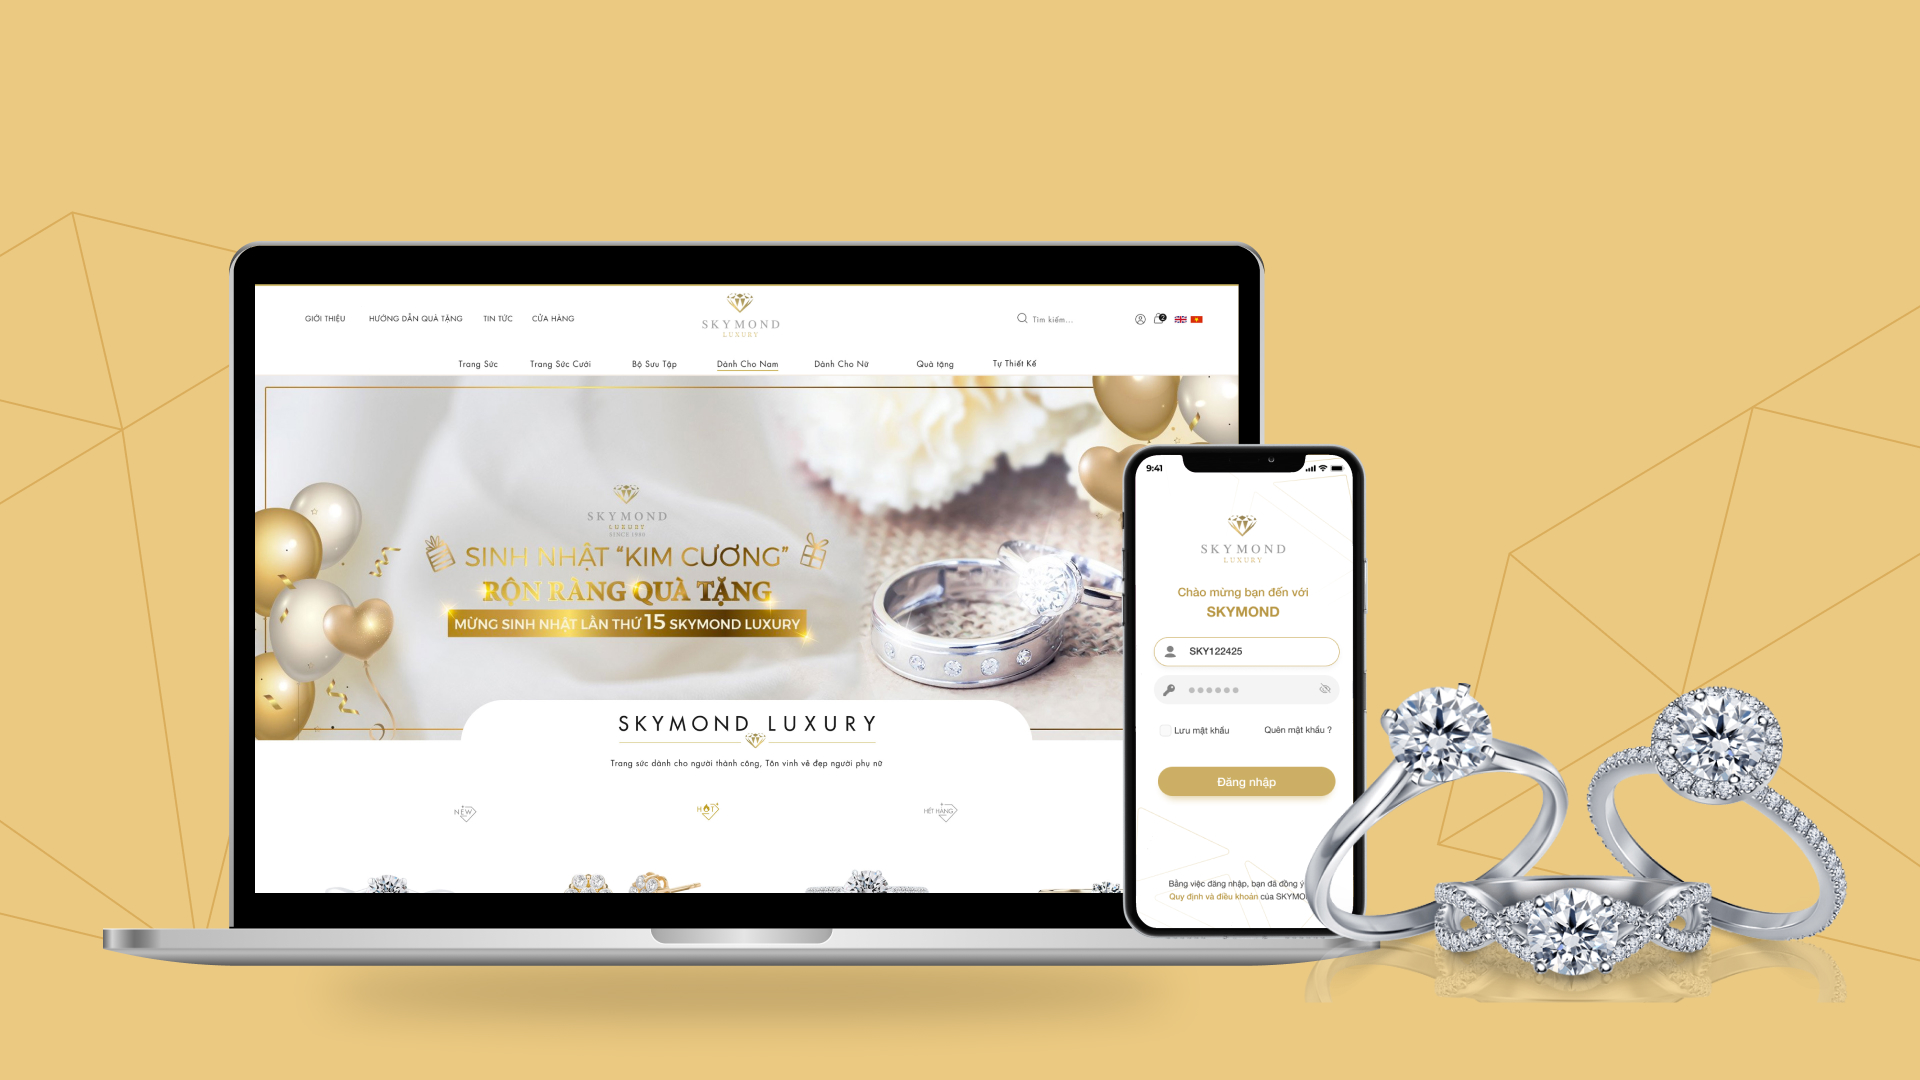 GIỚI THIỆU HƯỚNG DẪN QUÀ TẶNG TIN TỨC CỬA HÀNG
SKYMOND
LUXURY
Tìm kiếm...
2
Trang Sức Trang Sức Cưới Bộ Sưu Tập Dành Cho Nam Dành Cho Nữ Quà tặng Tự Thiết Kế
SKYMOND
LUXURY
SINCE 1990
SINH NHẬT “KIM CƯƠNG”
RỘN RÀNG QUÀ TẶNG
MỪNG SINH NHẬT LẦN THỨ 15 SKYMOND LUXURY
SKYMOND LUXURY
Trang sức dành cho người thành công, Tôn vinh vẻ đẹp người phụ nữ
NEW
HOT
HẾT HÀNG
9:41
SKYMOND
LUXURY
Chào mừng bạn đến với
SKYMOND
SKY122425
Lưu mật khẩu Quên mật khẩu ?
Đăng nhập
Bằng việc đăng nhập, bạn đã đồng ý
Quy định và điều khoản của SKYMO